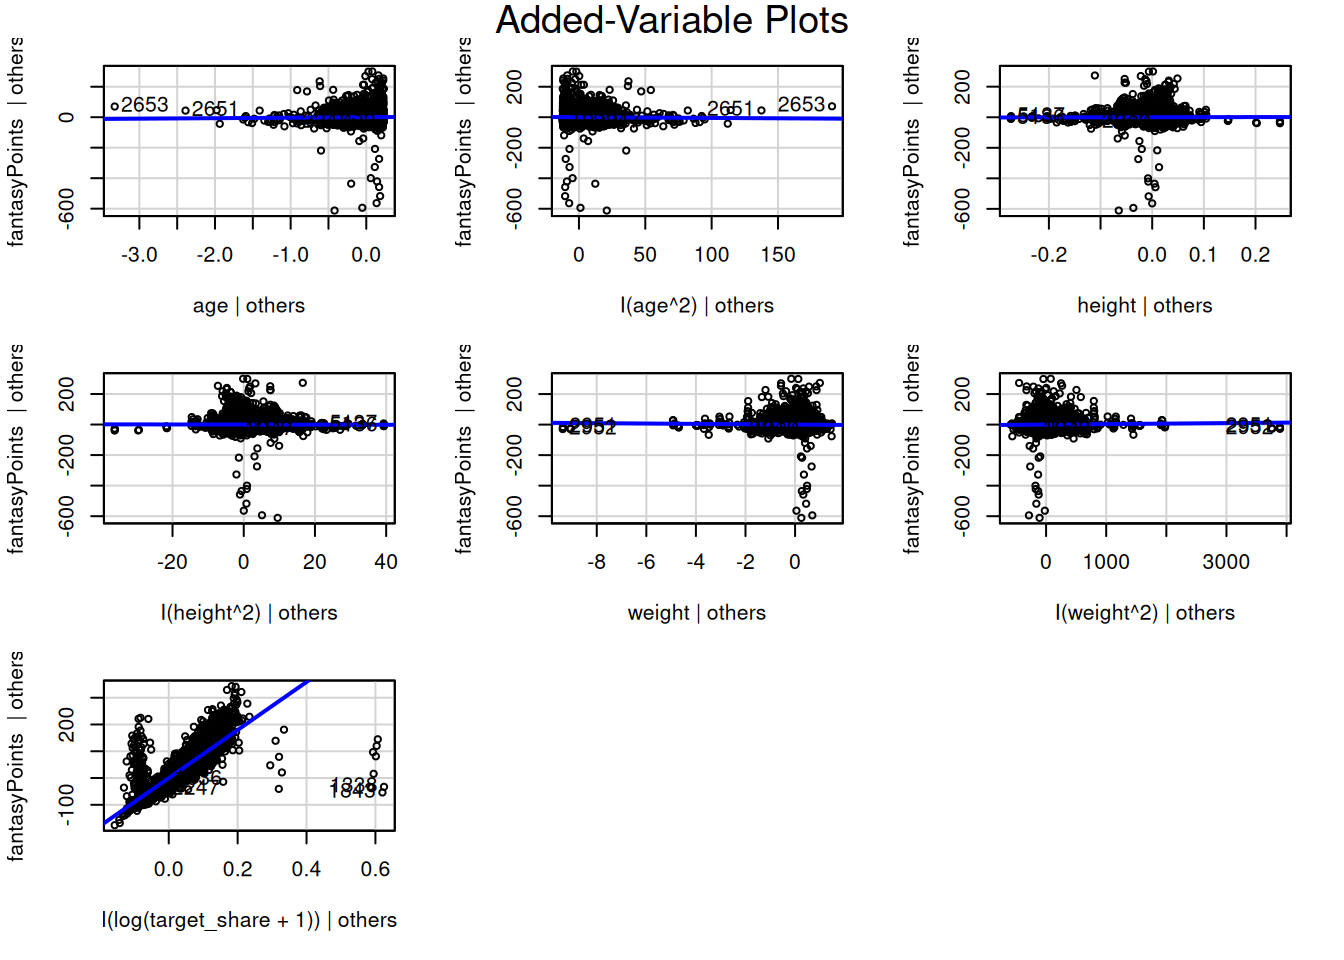 Added-Variable Plots
fantasyPoints | others
0
-600
2653
2651
-3.0 -2.0 -1.0 0.0
age | others
fantasyPoints | others
200
-200
-600
2651
2653
0 50 100 150
I(age^2) | others
fantasyPoints | others
200
-200
-600
5137
-0.2 0.0 0.1 0.2
height | others
fantasyPoints | others
200
-200
-600
5137
-20 0 20 40
I(height^2) | others
fantasyPoints | others
200
-200
-600
2951
-8 -6 -4 -2 0
weight | others
fantasyPoints | others
200
-200
-600
0 1000 3000
I(weight^2) | others
fantasyPoints | others
200
-100
1843
0.0 0.2 0.4 0.6
I(log(target_share + 1)) | others